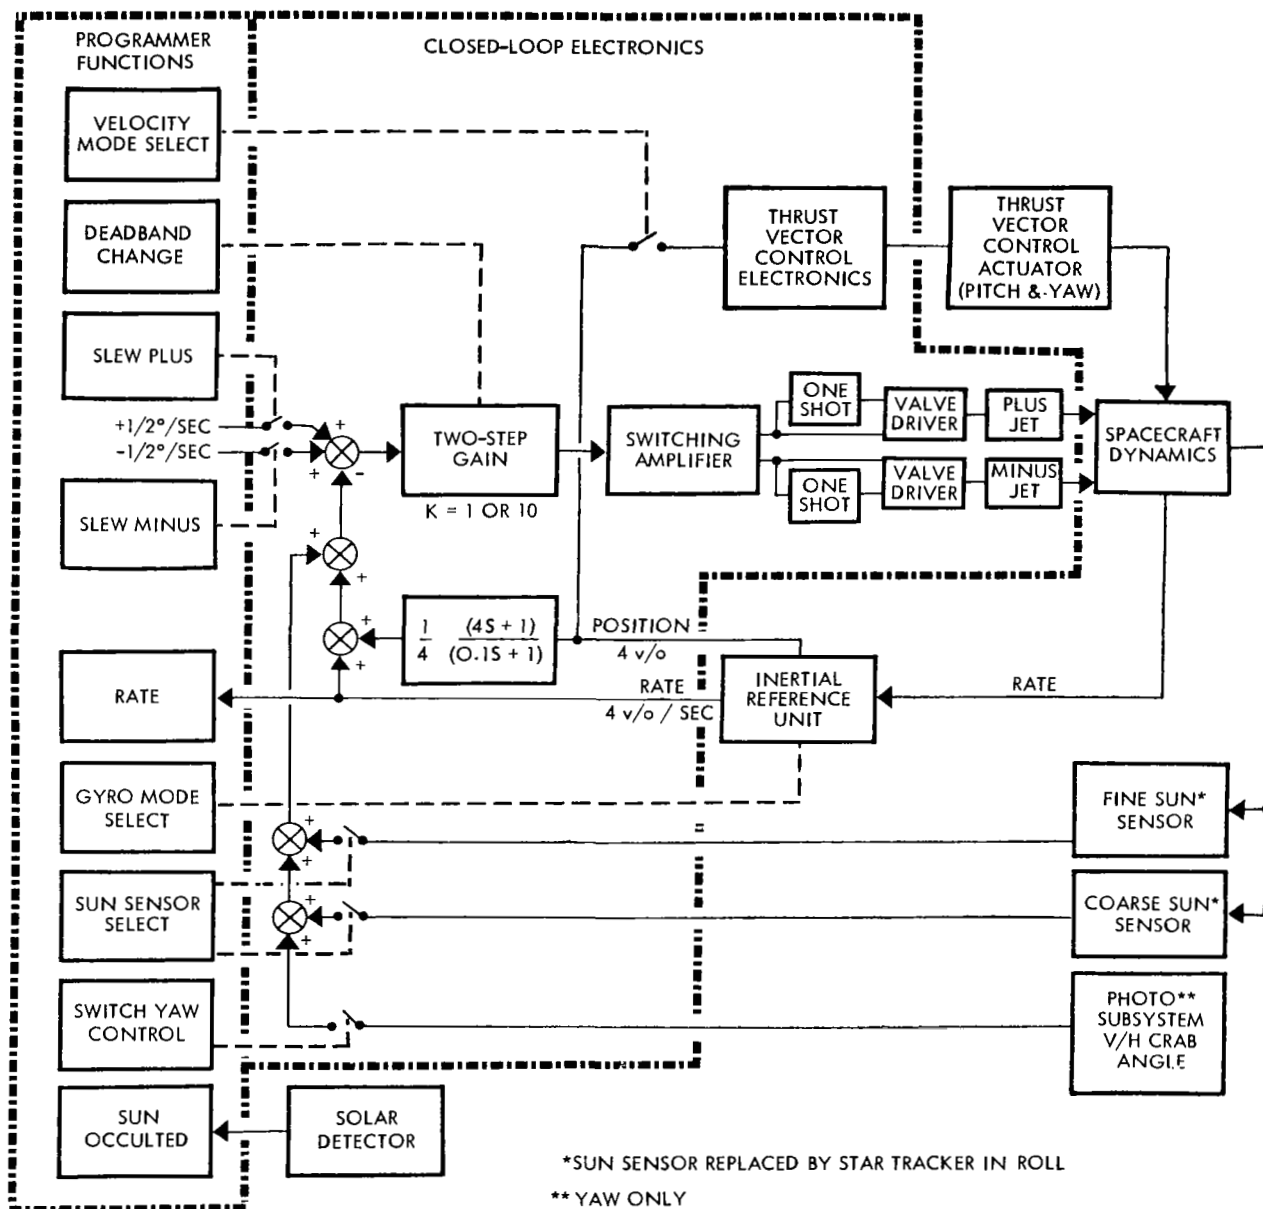 PROGRAMMER
FUNCTIONS
CLOSED-LOOP ELECTRONICS
VELOCITY
MODE SELECT
DEADBAND
CHANGE
THRUST
VECTOR
CONTROL
ELECTRONICS
THRUST
VECTOR
CONTROL
ACTUATOR
(PITCH &-YAW)
SLEW PLUS
+1/2°/SEC
-1/2°/SEC
SLEW MINUS
+
+
-
TWO-STEP
GAIN
K = 1 OR 10
SWITCHING
AMPLIFIER
ONE
SHOT
VALVE
DRIVER
PLUS
JET
ONE
SHOT
VALVE
DRIVER
MINUS
JET
SPACECRAFT
DYNAMICS
+
+
+
+
1/4 (4S + 1)/(0.1S + 1)
POSITION
4 v/o
RATE
RATE
4 v/o / SEC
INERTIAL
REFERENCE
UNIT
RATE
GYRO MODE
SELECT
+
+
FINE SUN*
SENSOR
SUN SENSOR
SELECT
+
+
COARSE SUN*
SENSOR
SWITCH YAW
CONTROL
PHOTO**
SUBSYSTEM
V/H CRAB
ANGLE
SUN
OCCULTED
SOLAR
DETECTOR
*SUN SENSOR REPLACED BY STAR TRACKER IN ROLL
** YAW ONLY